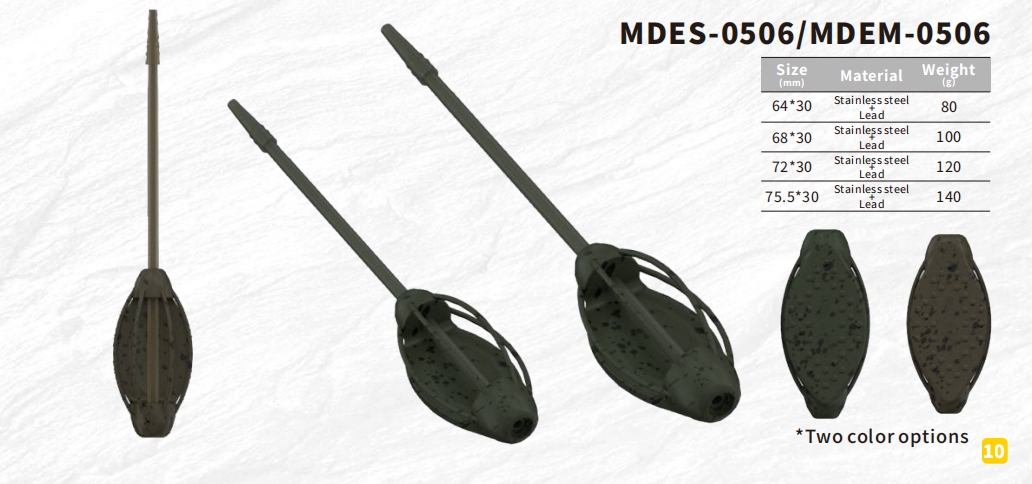 MDES-0506/MDEM-0506
Size Material Weight
(mm) (g)
64*30 Stainless steel + Lead 80
68*30 Stainless steel + Lead 100
72*30 Stainless steel + Lead 120
75.5*30 Stainless steel + Lead 140
*Two color options
10